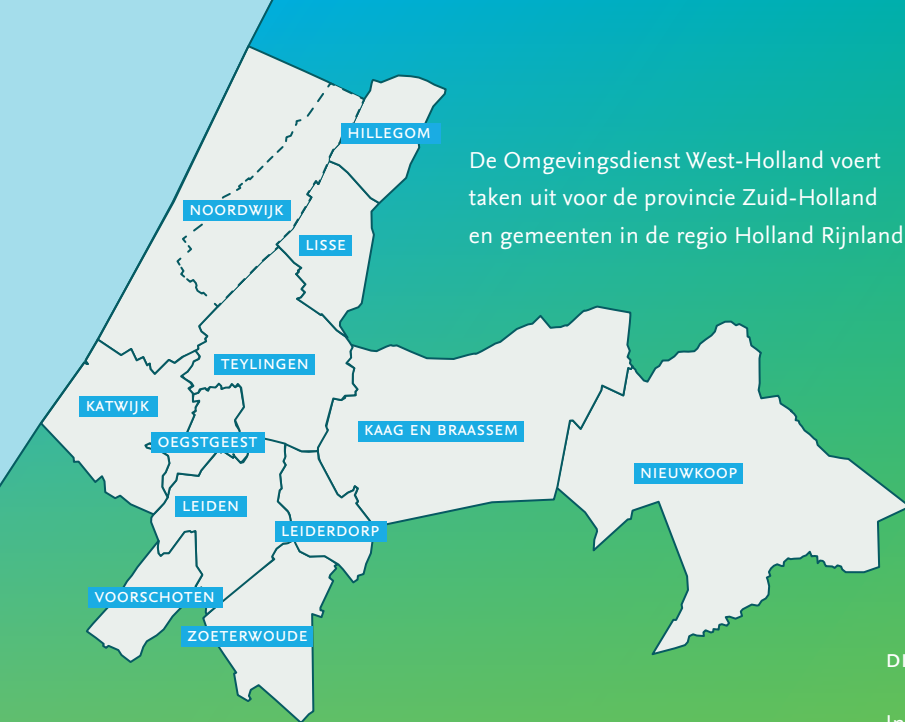 HILLEGOM
De Omgevingsdienst West-Holland voert
taken uit voor de provincie Zuid-Holland
en gemeenten in de regio Holland Rijnland
NOORDWIJK
LISSE
TEYLINGEN
KATWIJK
KAAG EN BRAASSEM
OEGSTGEEST
NIEUWKOOP
LEIDEN
LEIDERDORP
VOORSCHOTEN
ZOETERWOUDE